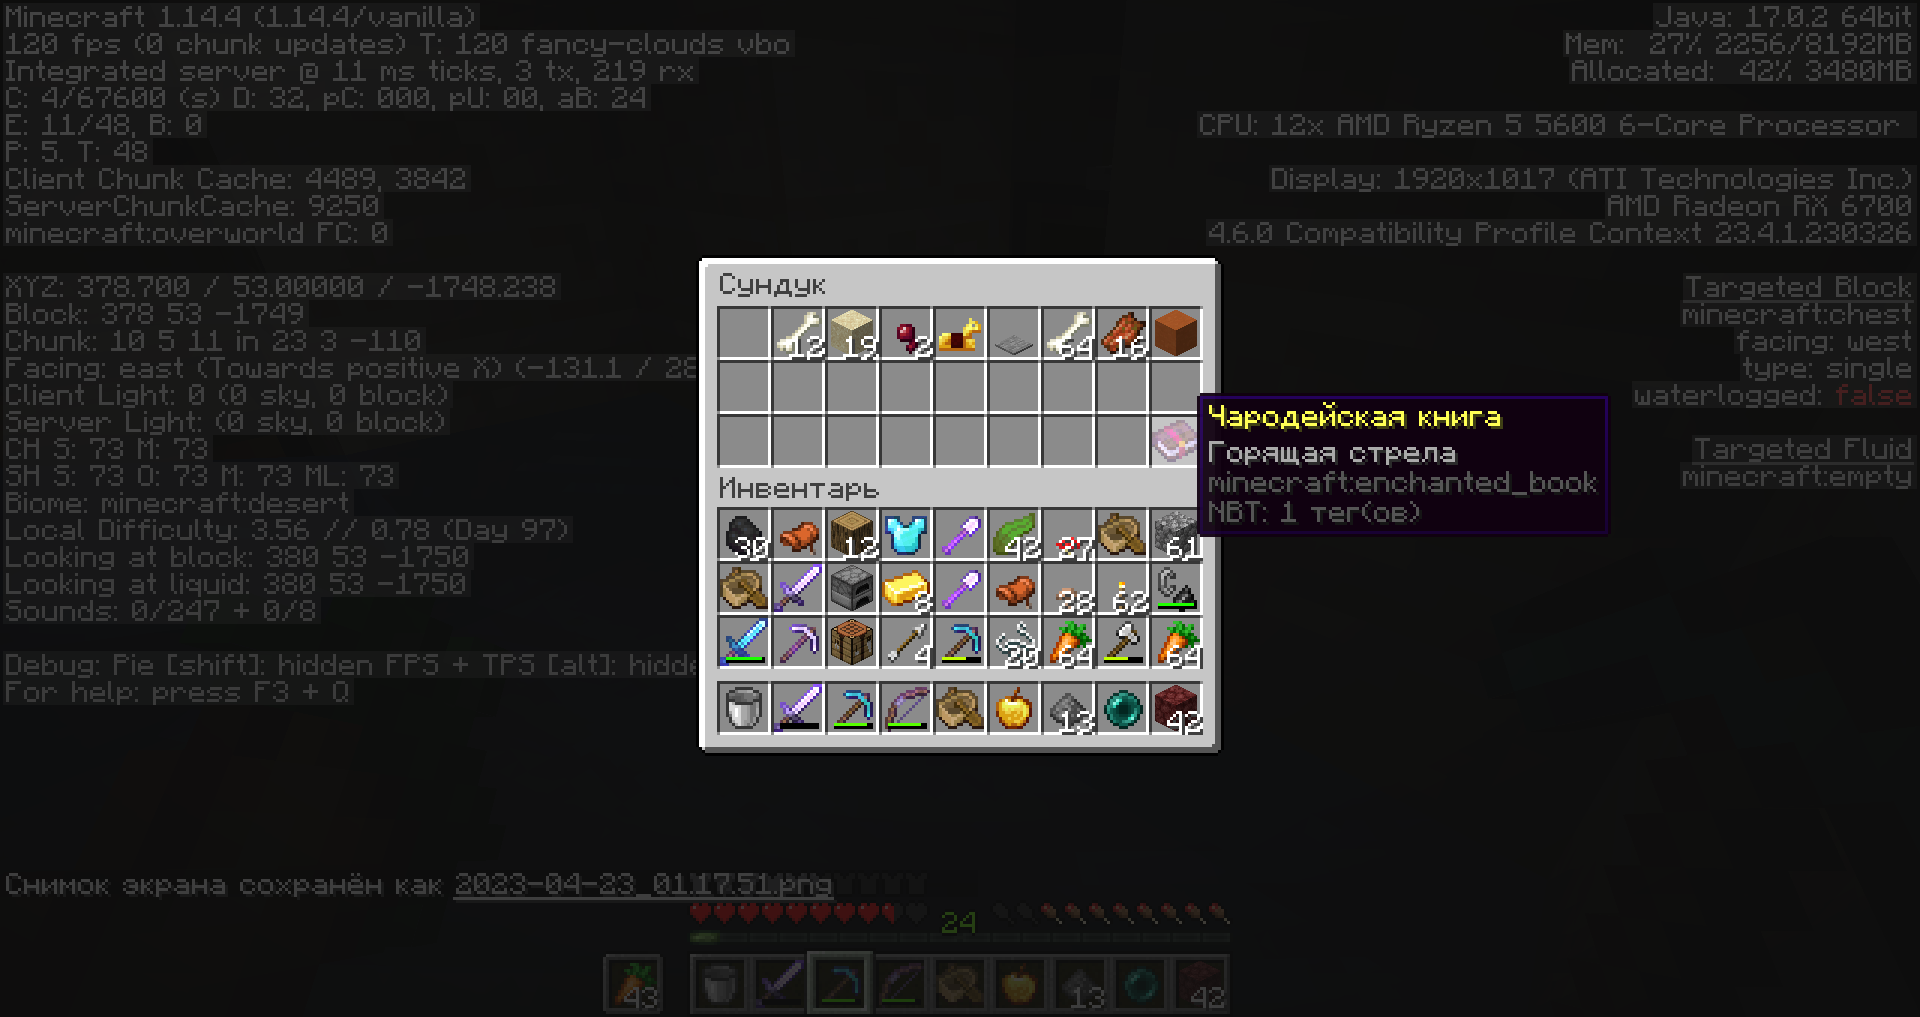 Minecraft 1.14.4 (1.14.4/vanilla)
120 fps (0 chunk updates) T: 120 fancy-clouds vbo
Integrated server @ 11 ms ticks, 3 tx, 219 rx
C: 4/67600 (s) D: 32, pC: 000, pU: 00, aB: 24
E: 11/48, B: 0
P: 5. T: 48
Client Chunk Cache: 4489, 3842
ServerChunkCache: 9250
minecraft:overworld FC: 0
XYZ: 378.700 / 53.00000 / -1748.238
Block: 378 53 -1749
Chunk: 10 5 11 in 23 3 -110
Facing: east (Towards positive X) (-131.1 / 28
Client Light: 0 (0 sky, 0 block)
Server Light: (0 sky, 0 block)
CH S: 73 M: 73
SH S: 73 O: 73 M: 73 ML: 73
Biome: minecraft:desert
Local Difficulty: 3.56 // 0.78 (Day 97)
Looking at block: 380 53 -1750
Looking at liquid: 380 53 -1750
Sounds: 0/247 + 0/8
Debug: Pie [shift]: hidden FPS + TPS [alt]: hidde
For help: press F3 + Q
Java: 17.0.2 64bit
Mem: 27% 2256/8192MB
Allocated: 42% 3480MB
CPU: 12x AMD Ryzen 5 5600 6-Core Processor
Display: 1920x1017 (ATI Technologies Inc.)
AMD Radeon RX 6700
4.6.0 Compatibility Profile Context 23.4.1.230326
Targeted Block
minecraft:chest
facing: west
type: single
waterlogged: false
Targeted Fluid
minecraft:empty
Сундук
12 19 2 64 16
Чародейская книга
Горящая стрела
minecraft:enchanted_book
NBT: 1 тег(ов)
Инвентарь
30 12 42 27 61
8 28 62
4 20 64 64
13 42
Снимок экрана сохранён как 2023-04-23_01.17.51.png
24
43 13 42